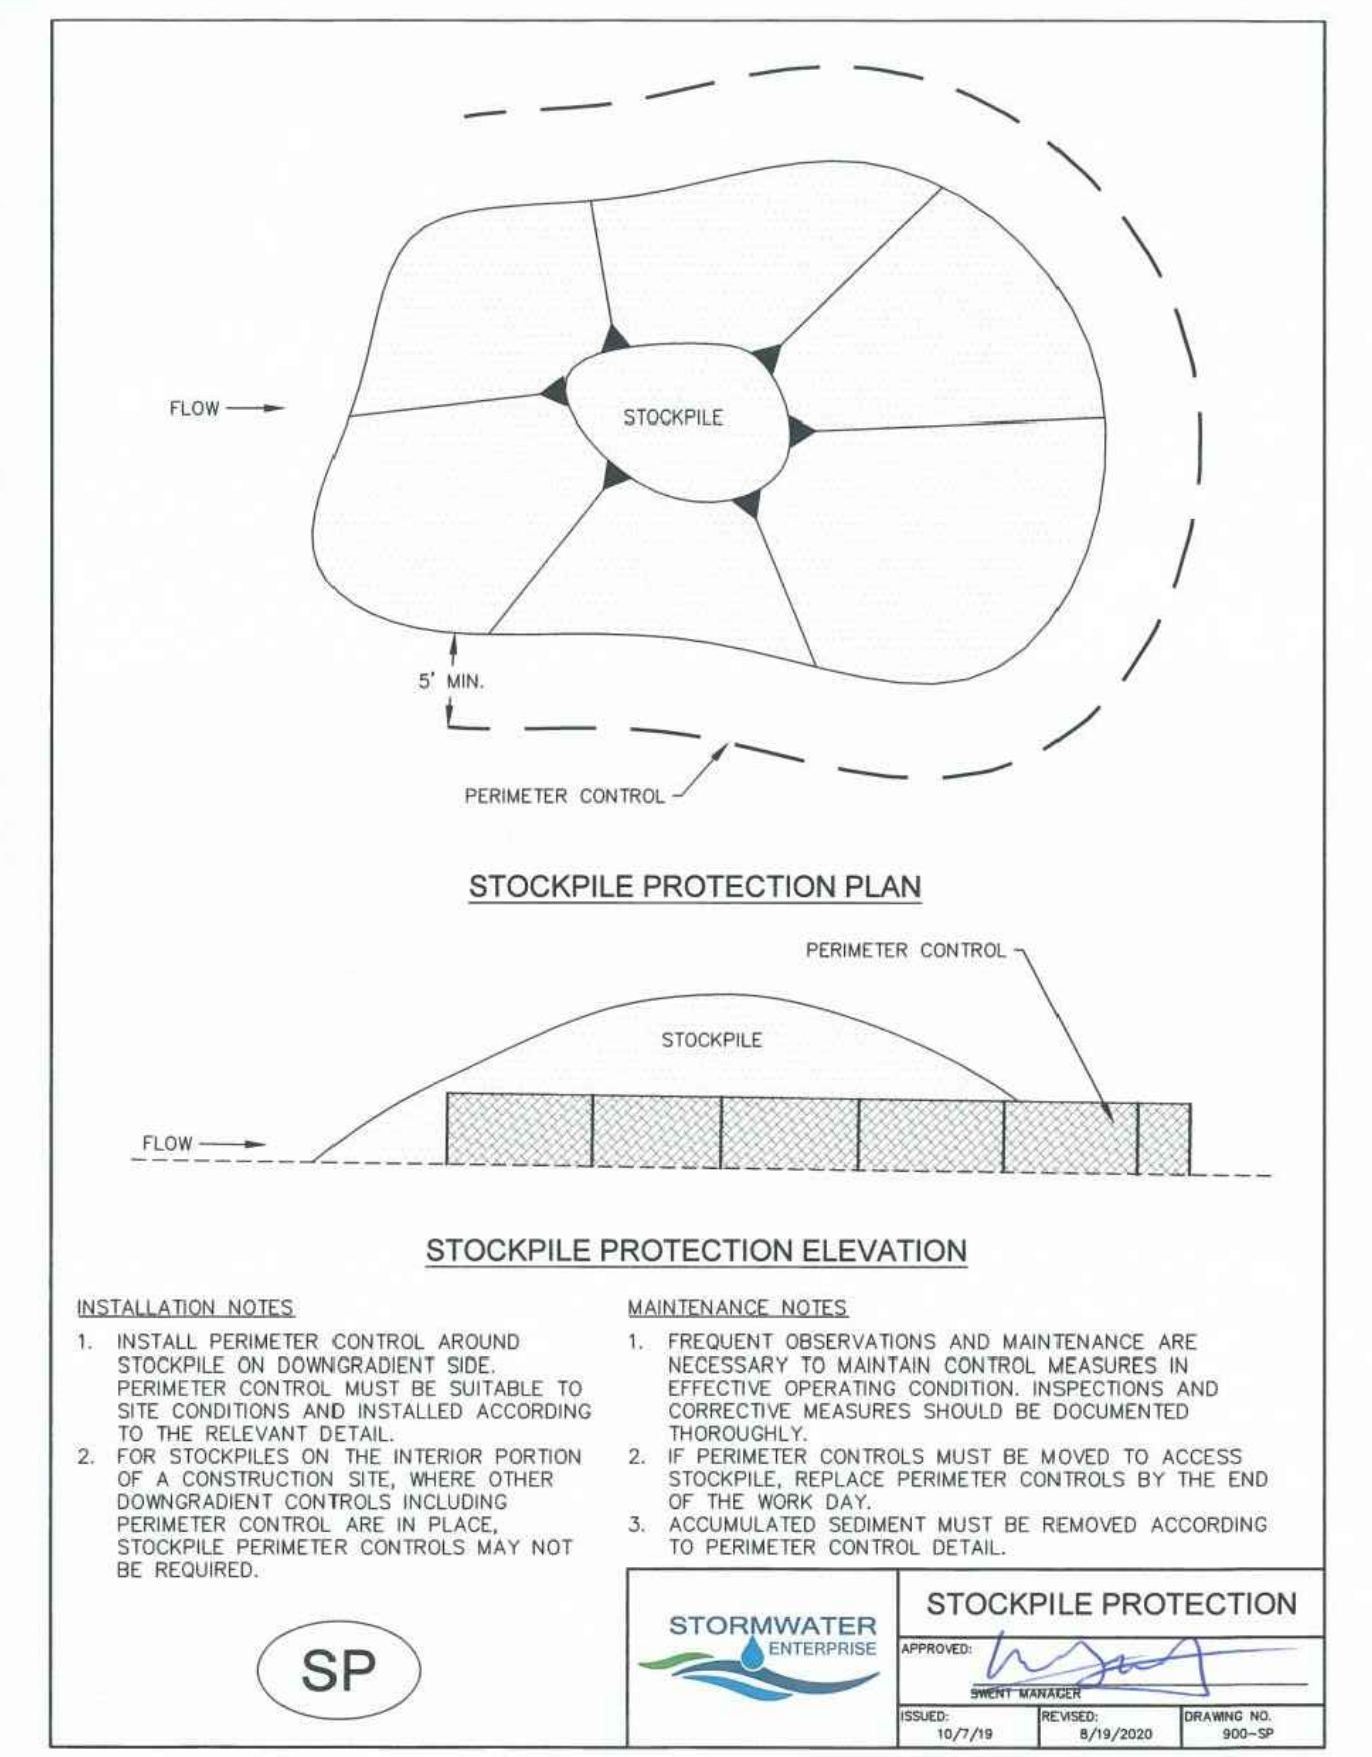 FLOW
STOCKPILE
5' MIN.
PERIMETER CONTROL
STOCKPILE PROTECTION PLAN
PERIMETER CONTROL
STOCKPILE
FLOW
STOCKPILE PROTECTION ELEVATION
INSTALLATION NOTES
1. INSTALL PERIMETER CONTROL AROUND
STOCKPILE ON DOWNGRADIENT SIDE.
PERIMETER CONTROL MUST BE SUITABLE TO
SITE CONDITIONS AND INSTALLED ACCORDING
TO THE RELEVANT DETAIL.
2. FOR STOCKPILES ON THE INTERIOR PORTION
OF A CONSTRUCTION SITE, WHERE OTHER
DOWNGRADIENT CONTROLS INCLUDING
PERIMETER CONTROL ARE IN PLACE,
STOCKPILE PERIMETER CONTROLS MAY NOT
BE REQUIRED.
MAINTENANCE NOTES
1. FREQUENT OBSERVATIONS AND MAINTENANCE ARE
NECESSARY TO MAINTAIN CONTROL MEASURES IN
EFFECTIVE OPERATING CONDITION. INSPECTIONS AND
CORRECTIVE MEASURES SHOULD BE DOCUMENTED
THOROUGHLY.
2. IF PERIMETER CONTROLS MUST BE MOVED TO ACCESS
STOCKPILE, REPLACE PERIMETER CONTROLS BY THE END
OF THE WORK DAY.
3. ACCUMULATED SEDIMENT MUST BE REMOVED ACCORDING
TO PERIMETER CONTROL DETAIL.
SP
STORMWATER
ENTERPRISE
STOCKPILE PROTECTION
APPROVED:
SWENT MANAGER
ISSUED:
10/7/19
REVISED:
8/19/2020
DRAWING NO.
900-SP